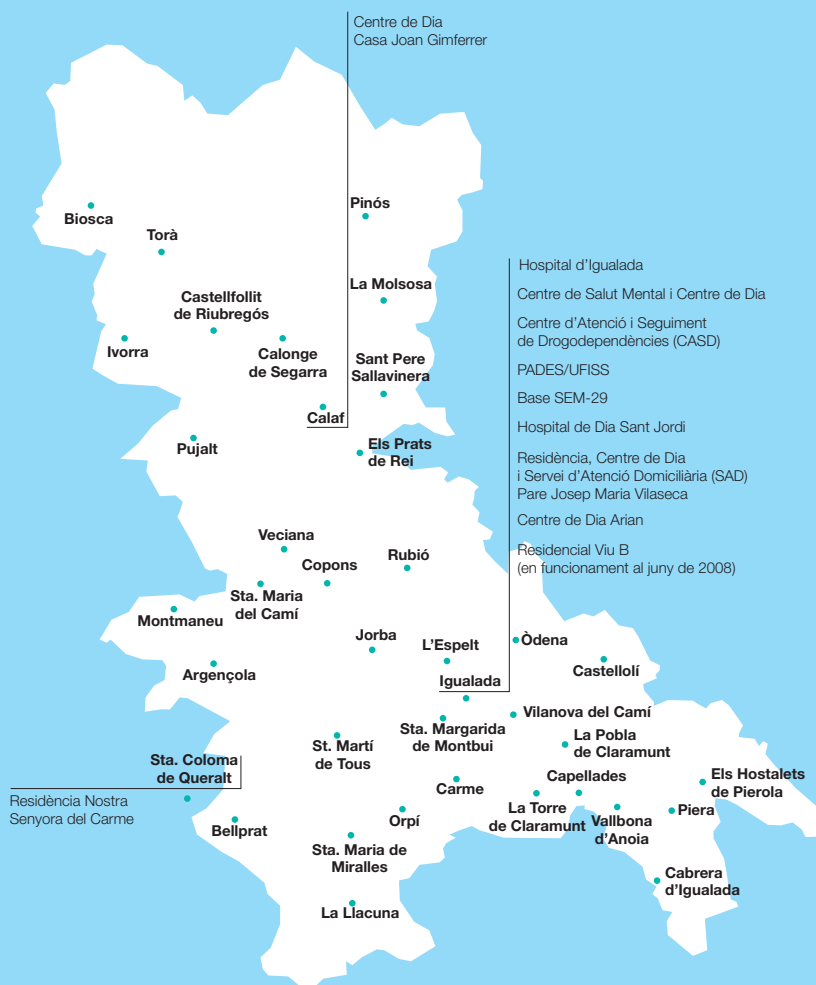 Centre de Dia
Casa Joan Gimferrer
Pinós
Biosca
Torà
La Molsosa
Castellfollit
de Riubregós
Ivorra
Calonge
de Segarra
Sant Pere
Sallavinera
Calaf
Pujalt
Els Prats
de Rei
Hospital d'Igualada
Centre de Salut Mental i Centre de Dia
Centre d'Atenció i Seguiment
de Drogodependències (CASD)
PADES/UFISS
Base SEM-29
Hospital de Dia Sant Jordi
Residència, Centre de Dia
i Servei d'Atenció Domiciliària (SAD)
Pare Josep Maria Vilaseca
Centre de Dia Arian
Residencial Viu B
(en funcionament al juny de 2008)
Veciana
Copons
Rubió
Sta. Maria
del Camí
Montmaneu
Jorba
L'Espelt
Òdena
Argençola
Castellolí
Igualada
Vilanova del Camí
Sta. Margarida
de Montbui
St. Martí
de Tous
La Pobla
de Claramunt
Sta. Coloma
de Queralt
Carme
Capellades
Els Hostalets
de Pierola
Residència Nostra
Senyora del Carme
Bellprat
Orpí
La Torre
de Claramunt
Vallbona
d'Anoia
Piera
Sta. Maria de
Miralles
Cabrera
d'Igualada
La Llacuna